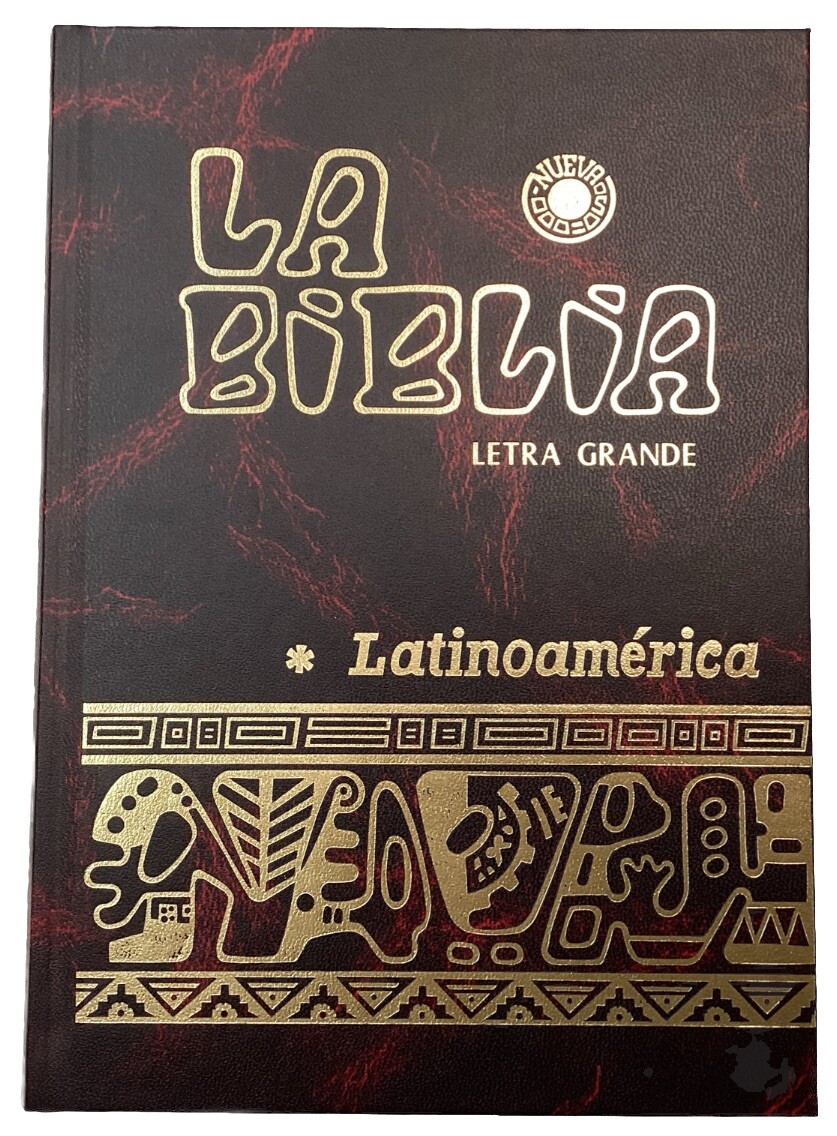 NUEVA
LA
BiBLiA
LETRA GRANDE
* Latinoamérica